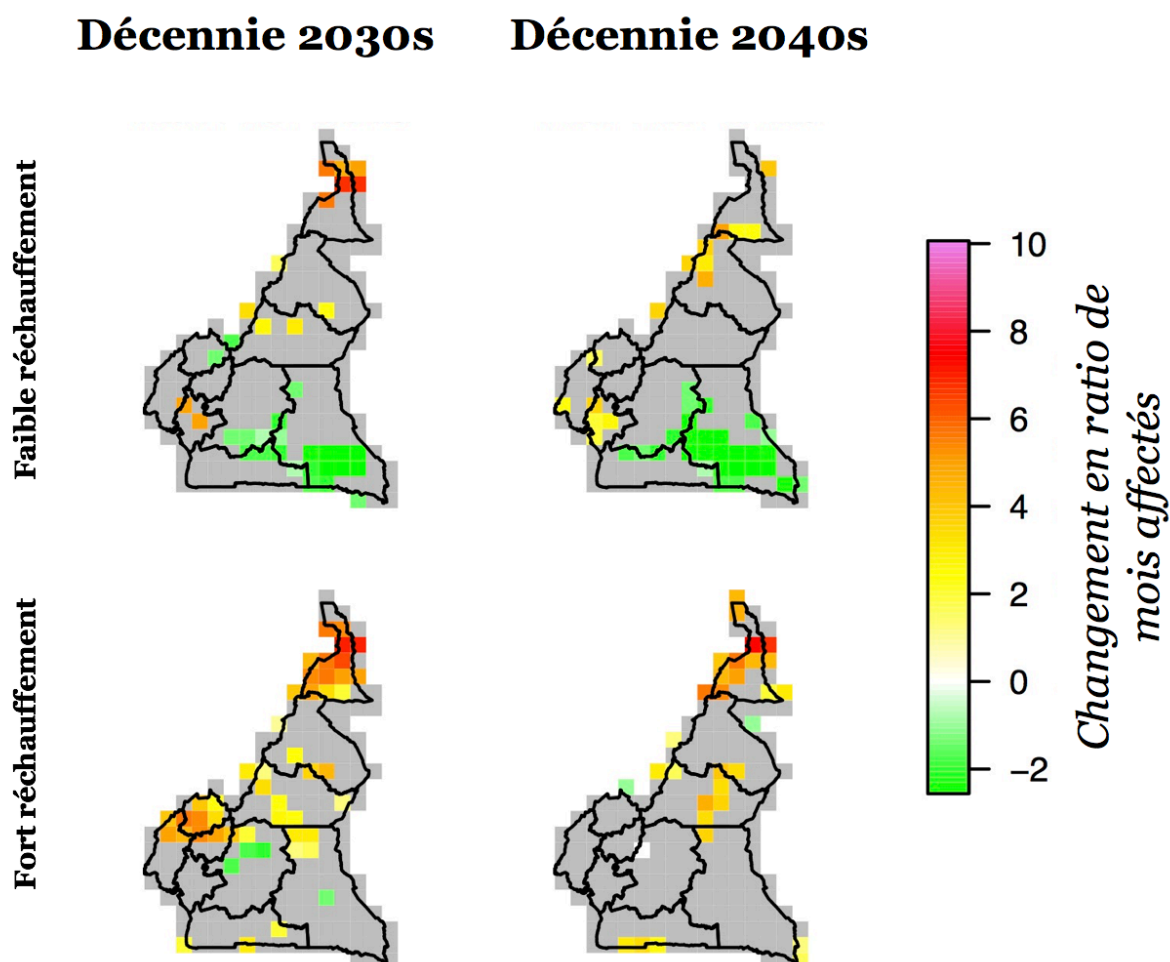 Décennie 2030s
Décennie 2040s
Faible réchauffement
Fort réchauffement
10
8
6
4
2
0
−2
Changement en ratio de
mois affectés